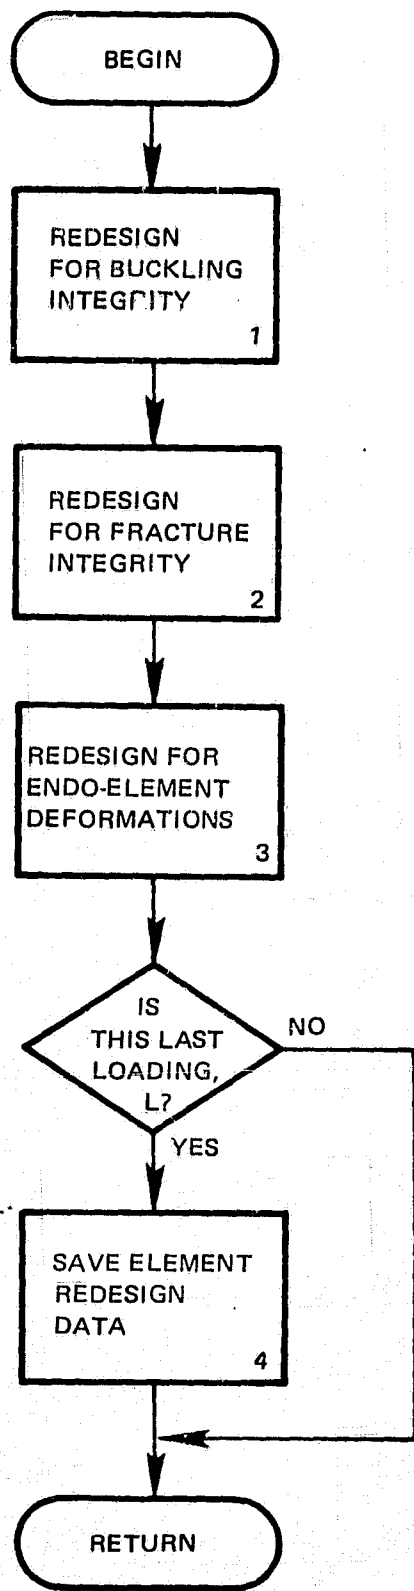 BEGIN
REDESIGN
FOR BUCKLING
INTEGRITY
1
REDESIGN
FOR FRACTURE
INTEGRITY
2
REDESIGN FOR
ENDO-ELEMENT
DEFORMATIONS
3
IS
THIS LAST
LOADING,
L?
NO
YES
SAVE ELEMENT
REDESIGN
DATA
4
RETURN